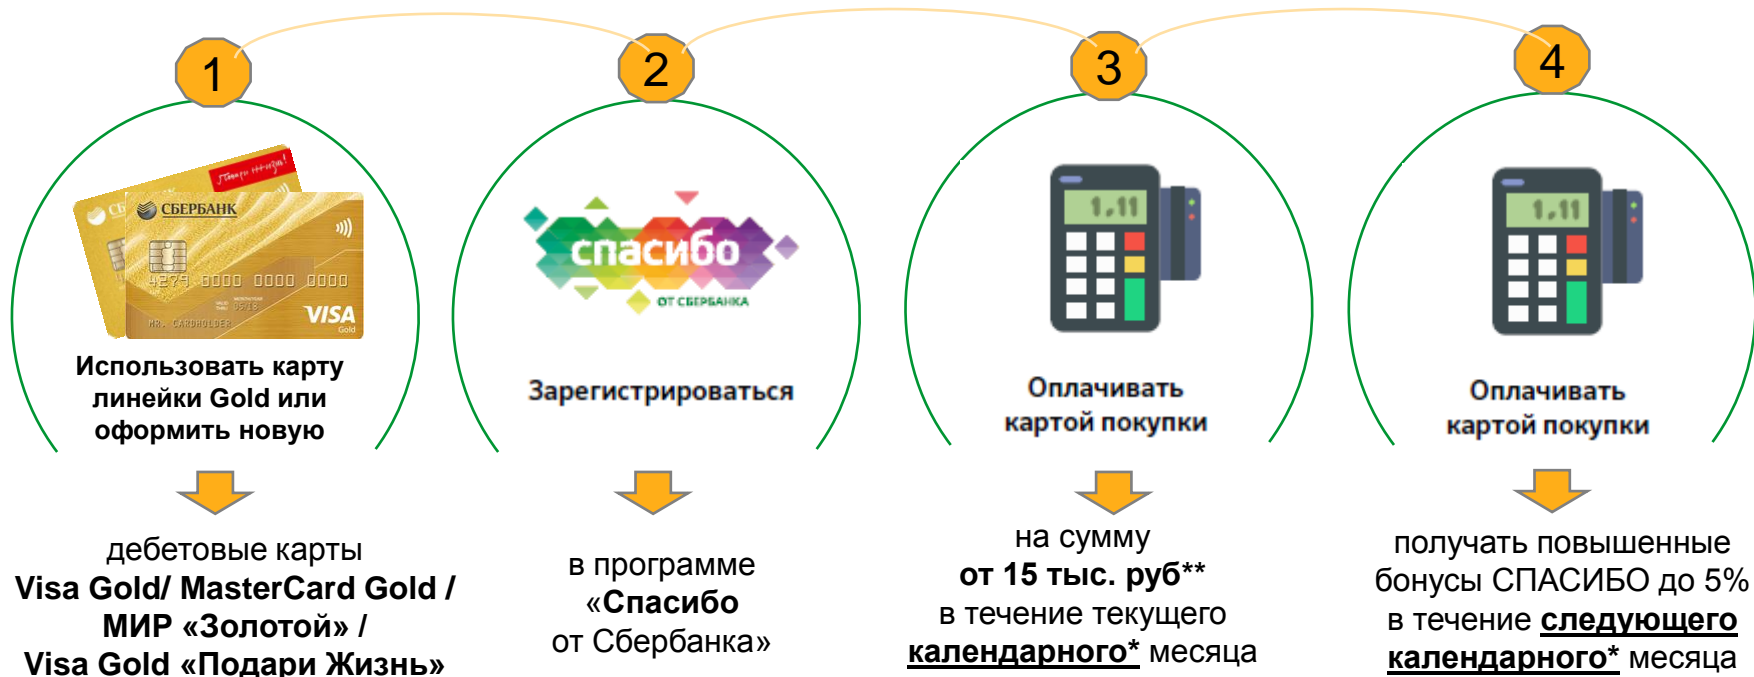 1
2
3
4
Подари жизнь!
СБ
СБЕРБАНК
4279 0000 0000 0000
MR. CARDHOLDER
VISA
Gold
Использовать карту
линейки Gold или
оформить новую
дебетовые карты
Visa Gold/ MasterCard Gold /
МИР «Золотой» /
Visa Gold «Подари Жизнь»
спасибо
ОТ СБЕРБАНКА
Зарегистрироваться
в программе
«Спасибо
от Сбербанка»
1.11
Оплачивать
картой покупки
на сумму
от 15 тыс. руб**
в течение текущего
календарного* месяца
1.11
Оплачивать
картой покупки
получать повышенные
бонусы СПАСИБО до 5%
в течение следующего
календарного* месяца